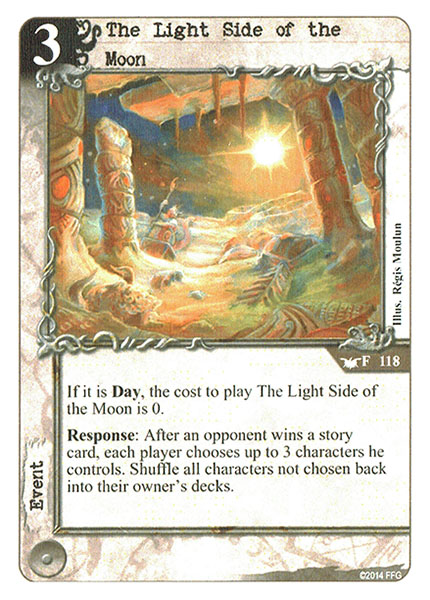 3
The Light Side of the
Moon
Illus. Régis Moulun
F 118
If it is Day, the cost to play The Light Side of
the Moon is 0.
Response: After an opponent wins a story
card, each player chooses up to 3 characters he
controls. Shuffle all characters not chosen back
into their owner's decks.
Event
©2014 FFG